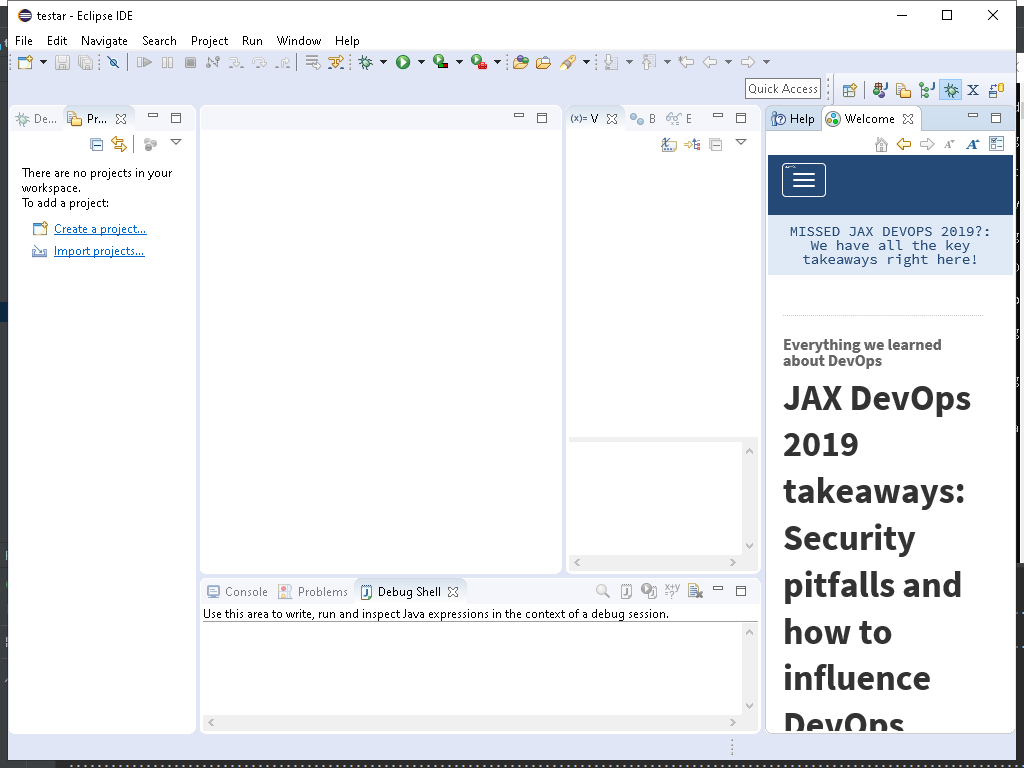 testar - Eclipse IDE
File Edit Navigate Search Project Run Window Help
Quick Access
De... Pr...
(x)= V B E
Help Welcome
There are no projects in your
workspace.
To add a project:
Create a project...
Import projects...
MISSED JAX DEVOPS 2019?:
We have all the key
takeaways right here!
Everything we learned
about DevOps
JAX DevOps
2019
takeaways:
Security
pitfalls and
how to
influence
DevOps
Console Problems Debug Shell
Use this area to write, run and inspect Java expressions in the context of a debug session.